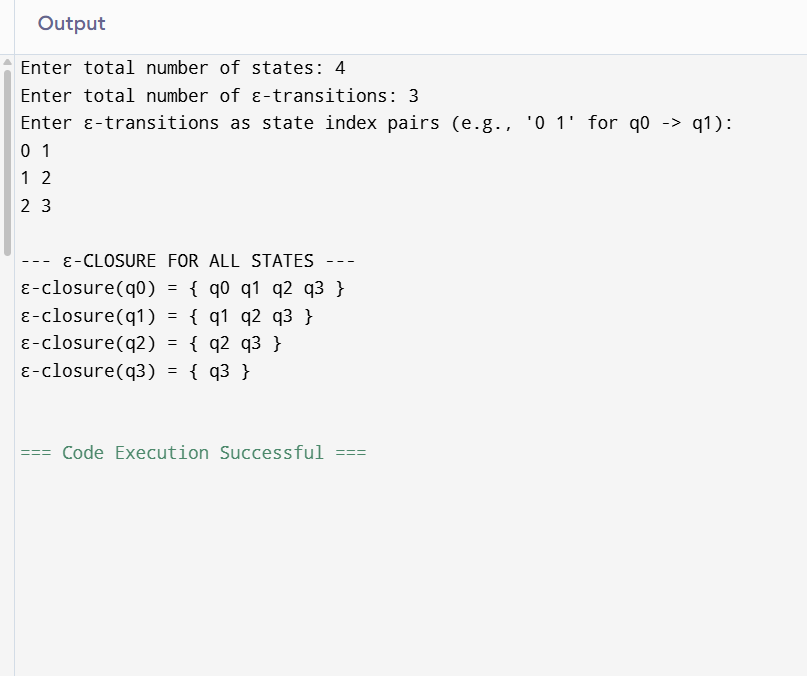 Output
Enter total number of states: 4
Enter total number of ε-transitions: 3
Enter ε-transitions as state index pairs (e.g., '0 1' for q0 -> q1):
0 1
1 2
2 3
--- ε-CLOSURE FOR ALL STATES ---
ε-closure(q0) = { q0 q1 q2 q3 }
ε-closure(q1) = { q1 q2 q3 }
ε-closure(q2) = { q2 q3 }
ε-closure(q3) = { q3 }
=== Code Execution Successful ===